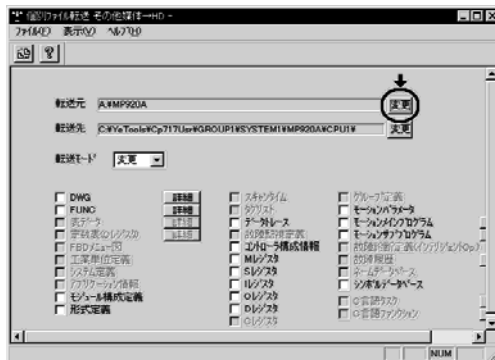 個別ファイル転送 その他媒体→HD -
ファイル(F) 表示(V) ヘルプ(H)
転送元 A:¥MP920A 変更
転送先 C:¥YeTools¥Cp717Usr¥GROUP1¥SYSTEM1¥MP920A¥CPU1¥ 変更
転送モード 変更
DWG 詳細
FUNC 詳細
表データ 詳細
定数表(Dレジスタ) 詳細
FBDメニュー図
工業単位定義
システム定義
アプリケーション情報
モジュール構成定義
形式定義
スキャンタイム
タグリスト
データトレース
故障診断定義
コントローラ構成情報
Mレジスタ
Sレジスタ
Iレジスタ
Oレジスタ
Dレジスタ
Cレジスタ
グループ定義
モーションパラメータ
モーションメインプログラム
モーションサブプログラム
故障診断定義(インテリジェントOp)
故障履歴
ネームデータベース
シンボルデータベース
C言語タスク
C言語ファンクション
NUM